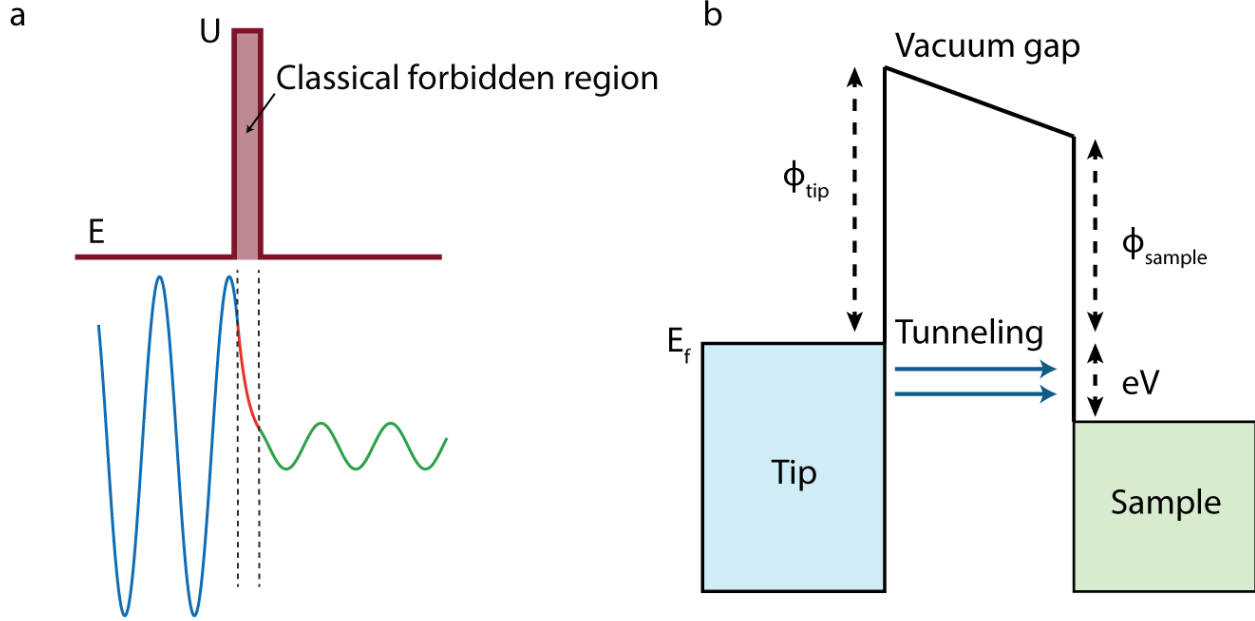 a
U
Classical forbidden region
E
b
Vacuum gap
ϕtip
ϕsample
Ef
Tunneling
eV
Tip
Sample